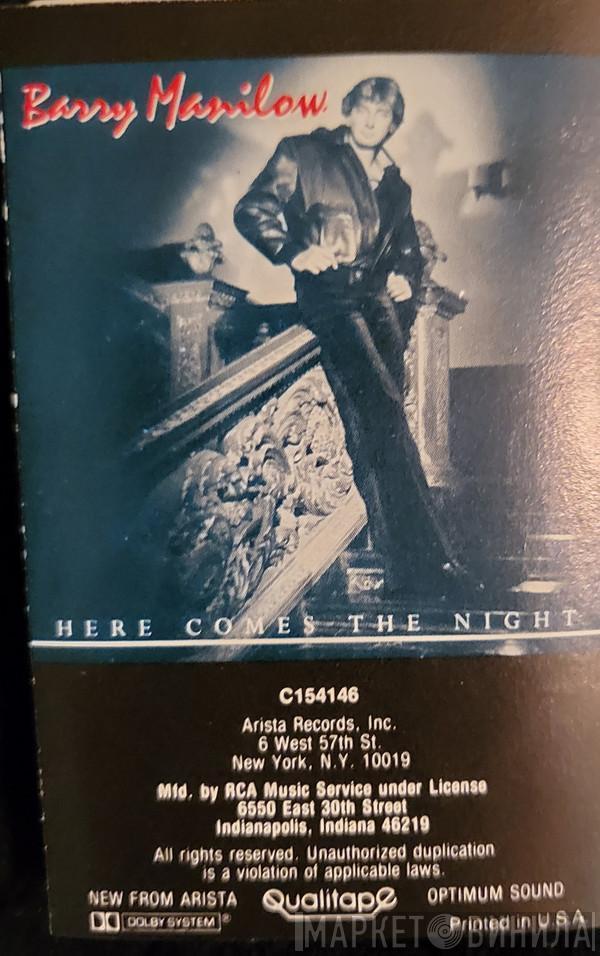 Barry Manilow
HERE COMES THE NIGHT
C154146
Arista Records, Inc.
6 West 57th St.
New York, N.Y. 10019
Mfd. by RCA Music Service under License
6550 East 30th Street
Indianapolis, Indiana 46219
All rights reserved. Unauthorized duplication
is a violation of applicable laws.
NEW FROM ARISTA Qualitape OPTIMUM SOUND
DOLBY SYSTEM ® Printed in U.S.A.
МАРКЕТ ВИНИЛА